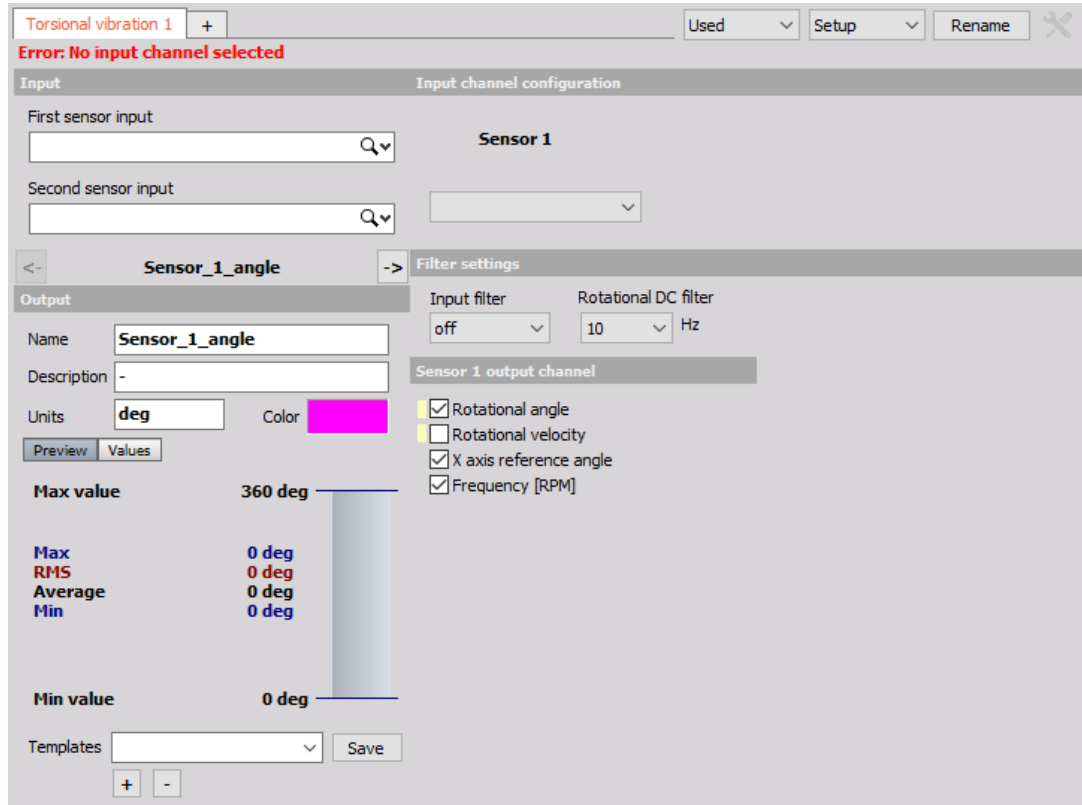 Torsional vibration 1 + Used Setup Rename
Error: No input channel selected
Input
First sensor input
Second sensor input
Input channel configuration
Sensor 1
<- Sensor_1_angle ->
Output
Name Sensor_1_angle
Description -
Units deg Color
Preview Values
Max value 360 deg
Max 0 deg
RMS 0 deg
Average 0 deg
Min 0 deg
Min value 0 deg
Templates Save
+ -
Filter settings
Input filter Rotational DC filter
off 10 Hz
Sensor 1 output channel
Rotational angle
Rotational velocity
X axis reference angle
Frequency [RPM]